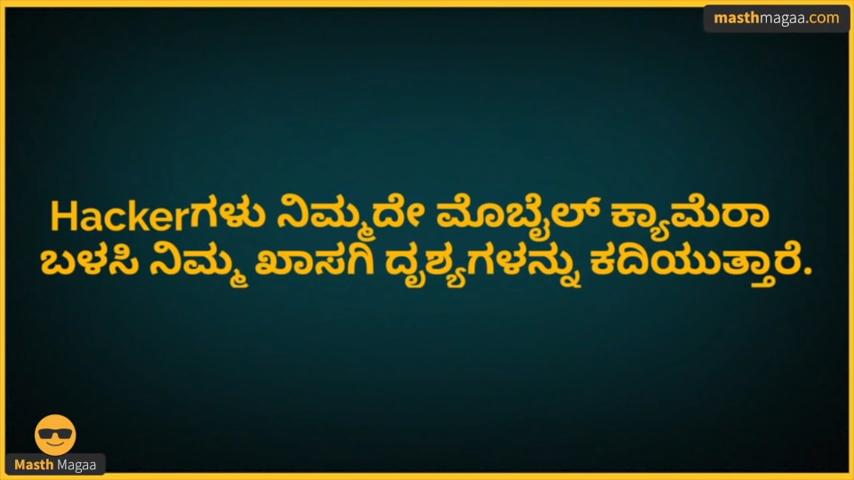 masthmagaa.com
Hackerಗಳು ನಿಮ್ಮದೇ ಮೊಬೈಲ್ ಕ್ಯಾಮೆರಾ
ಬಳಸಿ ನಿಮ್ಮ ಖಾಸಗಿ ದೃಶ್ಯಗಳನ್ನು ಕದಿಯುತ್ತಾರೆ.
Masth Magaa